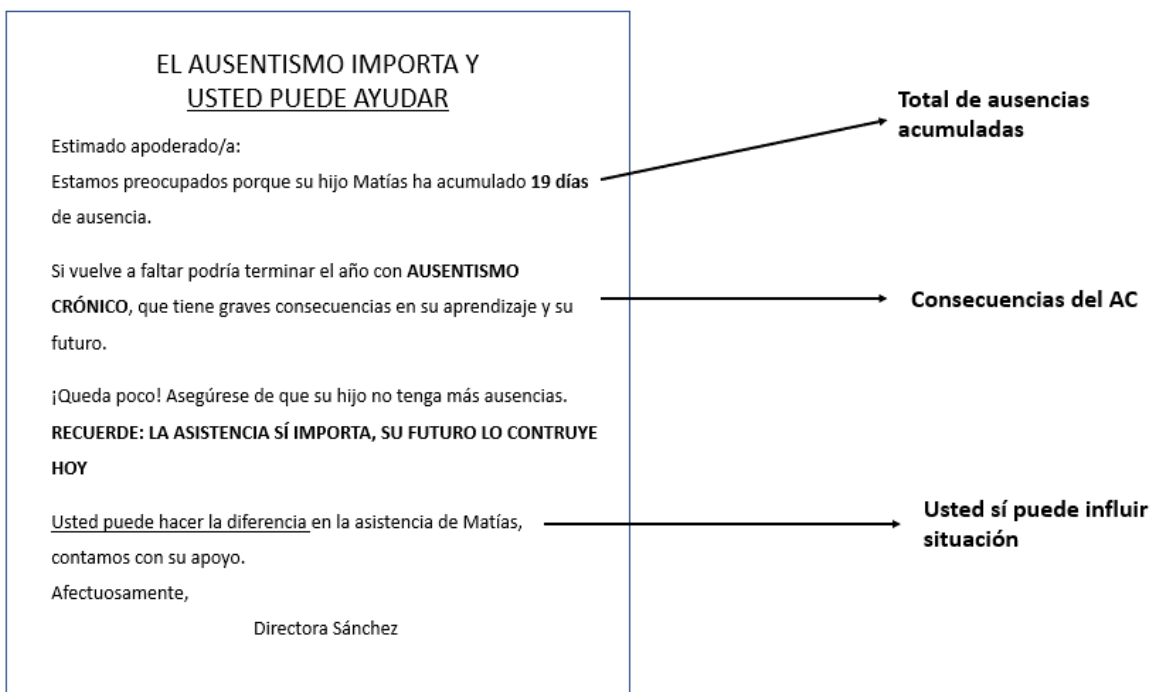 EL AUSENTISMO IMPORTA Y
USTED PUEDE AYUDAR
Estimado apoderado/a:
Estamos preocupados porque su hijo Matías ha acumulado 19 días
de ausencia.
Si vuelve a faltar podría terminar el año con AUSENTISMO
CRÓNICO, que tiene graves consecuencias en su aprendizaje y su
futuro.
¡Queda poco! Asegúrese de que su hijo no tenga más ausencias.
RECUERDE: LA ASISTENCIA SÍ IMPORTA, SU FUTURO LO CONTRUYE
HOY
Usted puede hacer la diferencia en la asistencia de Matías,
contamos con su apoyo.
Afectuosamente,
Directora Sánchez
Total de ausencias
acumuladas
Consecuencias del AC
Usted sí puede influir
situación